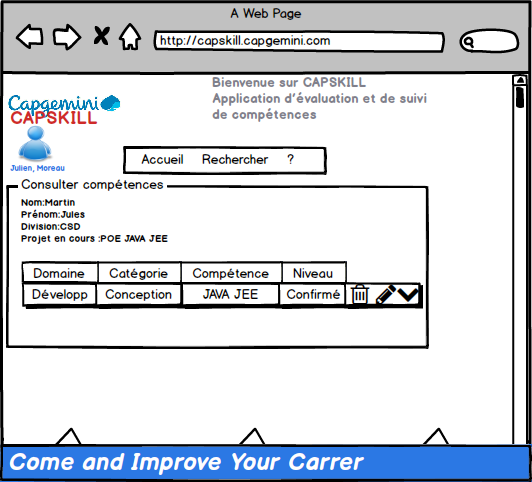 A Web Page
http://capskill.capgemini.com
Bienvenue sur CAPSKILL
Application d'évaluation et de suivi
de compétences
Capgemini
CAPSKILL
Julien, Moreau
Accueil Rechercher ?
Consulter compétences
Nom:Martin
Prénom:Jules
Division:CSD
Projet en cours :POE JAVA JEE
Domaine Catégorie Compétence Niveau
Développ Conception JAVA JEE Confirmé
Come and Improve Your Carrer